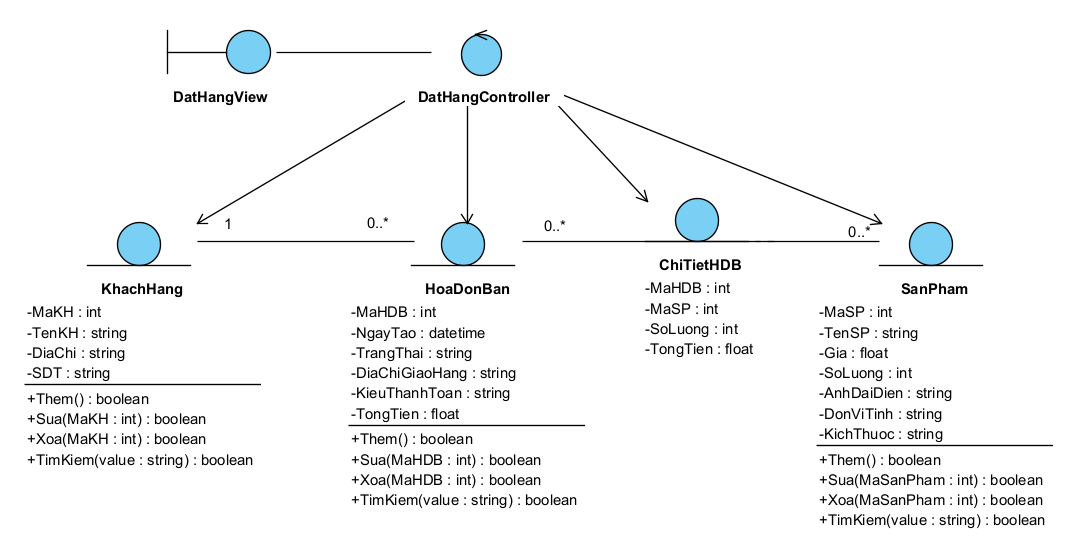 DatHangView
DatHangController
1
0..*
0..*
0..*
KhachHang
-MaKH : int
-TenKH : string
-DiaChi : string
-SDT : string
+Them() : boolean
+Sua(MaKH : int) : boolean
+Xoa(MaKH : int) : boolean
+TimKiem(value : string) : boolean
HoaDonBan
-MaHDB : int
-NgayTao : datetime
-TrangThai : string
-DiaChiGiaoHang : string
-KieuThanhToan : string
-TongTien : float
+Them() : boolean
+Sua(MaHDB : int) : boolean
+Xoa(MaHDB : int) : boolean
+TimKiem(value : string) : boolean
ChiTietHDB
-MaHDB : int
-MaSP : int
-SoLuong : int
-TongTien : float
SanPham
-MaSP : int
-TenSP : string
-Gia : float
-SoLuong : int
-AnhDaiDien : string
-DonViTinh : string
-KichThuoc : string
+Them() : boolean
+Sua(MaSanPham : int) : boolean
+Xoa(MaSanPham : int) : boolean
+TimKiem(value : string) : boolean